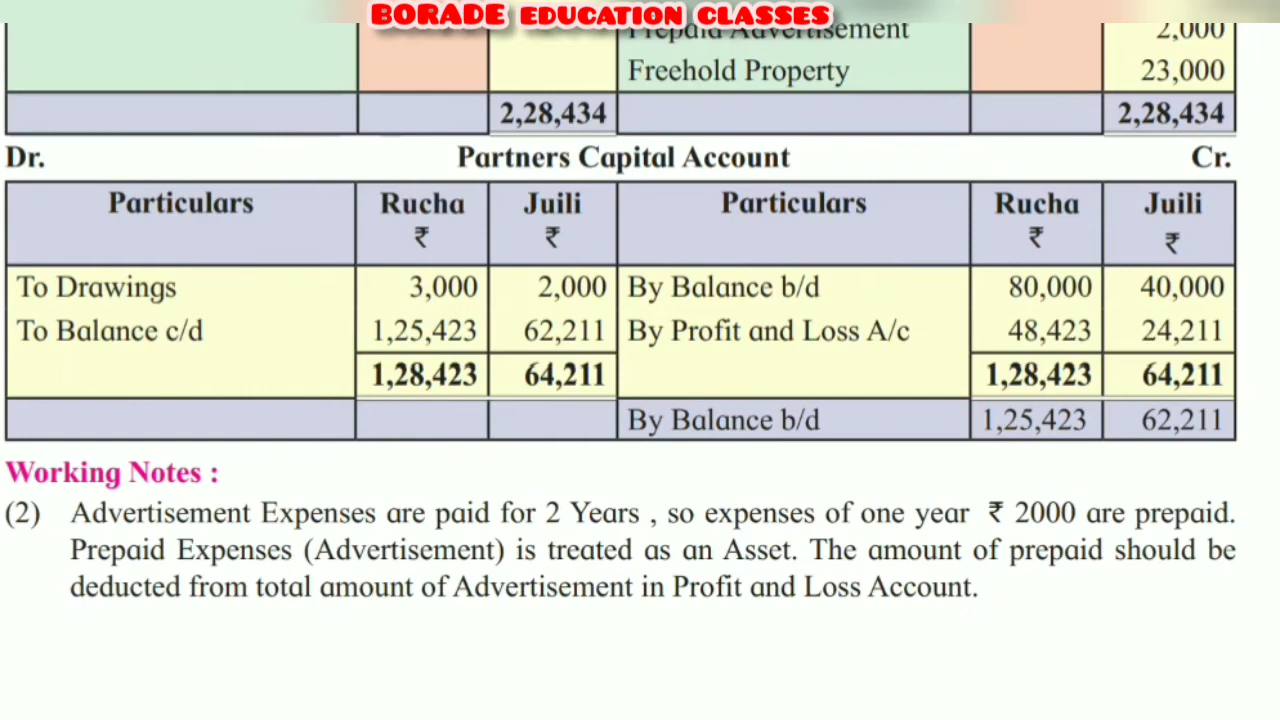 BORADE EDUCATION CLASSES
Prepaid Advertisement 2,000
Freehold Property 23,000
2,28,434 2,28,434
Dr. Partners Capital Account Cr.
Particulars Rucha Juili Particulars Rucha Juili
₹ ₹ ₹ ₹
To Drawings 3,000 2,000 By Balance b/d 80,000 40,000
To Balance c/d 1,25,423 62,211 By Profit and Loss A/c 48,423 24,211
1,28,423 64,211 1,28,423 64,211
By Balance b/d 1,25,423 62,211
Working Notes :
(2) Advertisement Expenses are paid for 2 Years , so expenses of one year ₹ 2000 are prepaid.
Prepaid Expenses (Advertisement) is treated as an Asset. The amount of prepaid should be
deducted from total amount of Advertisement in Profit and Loss Account.